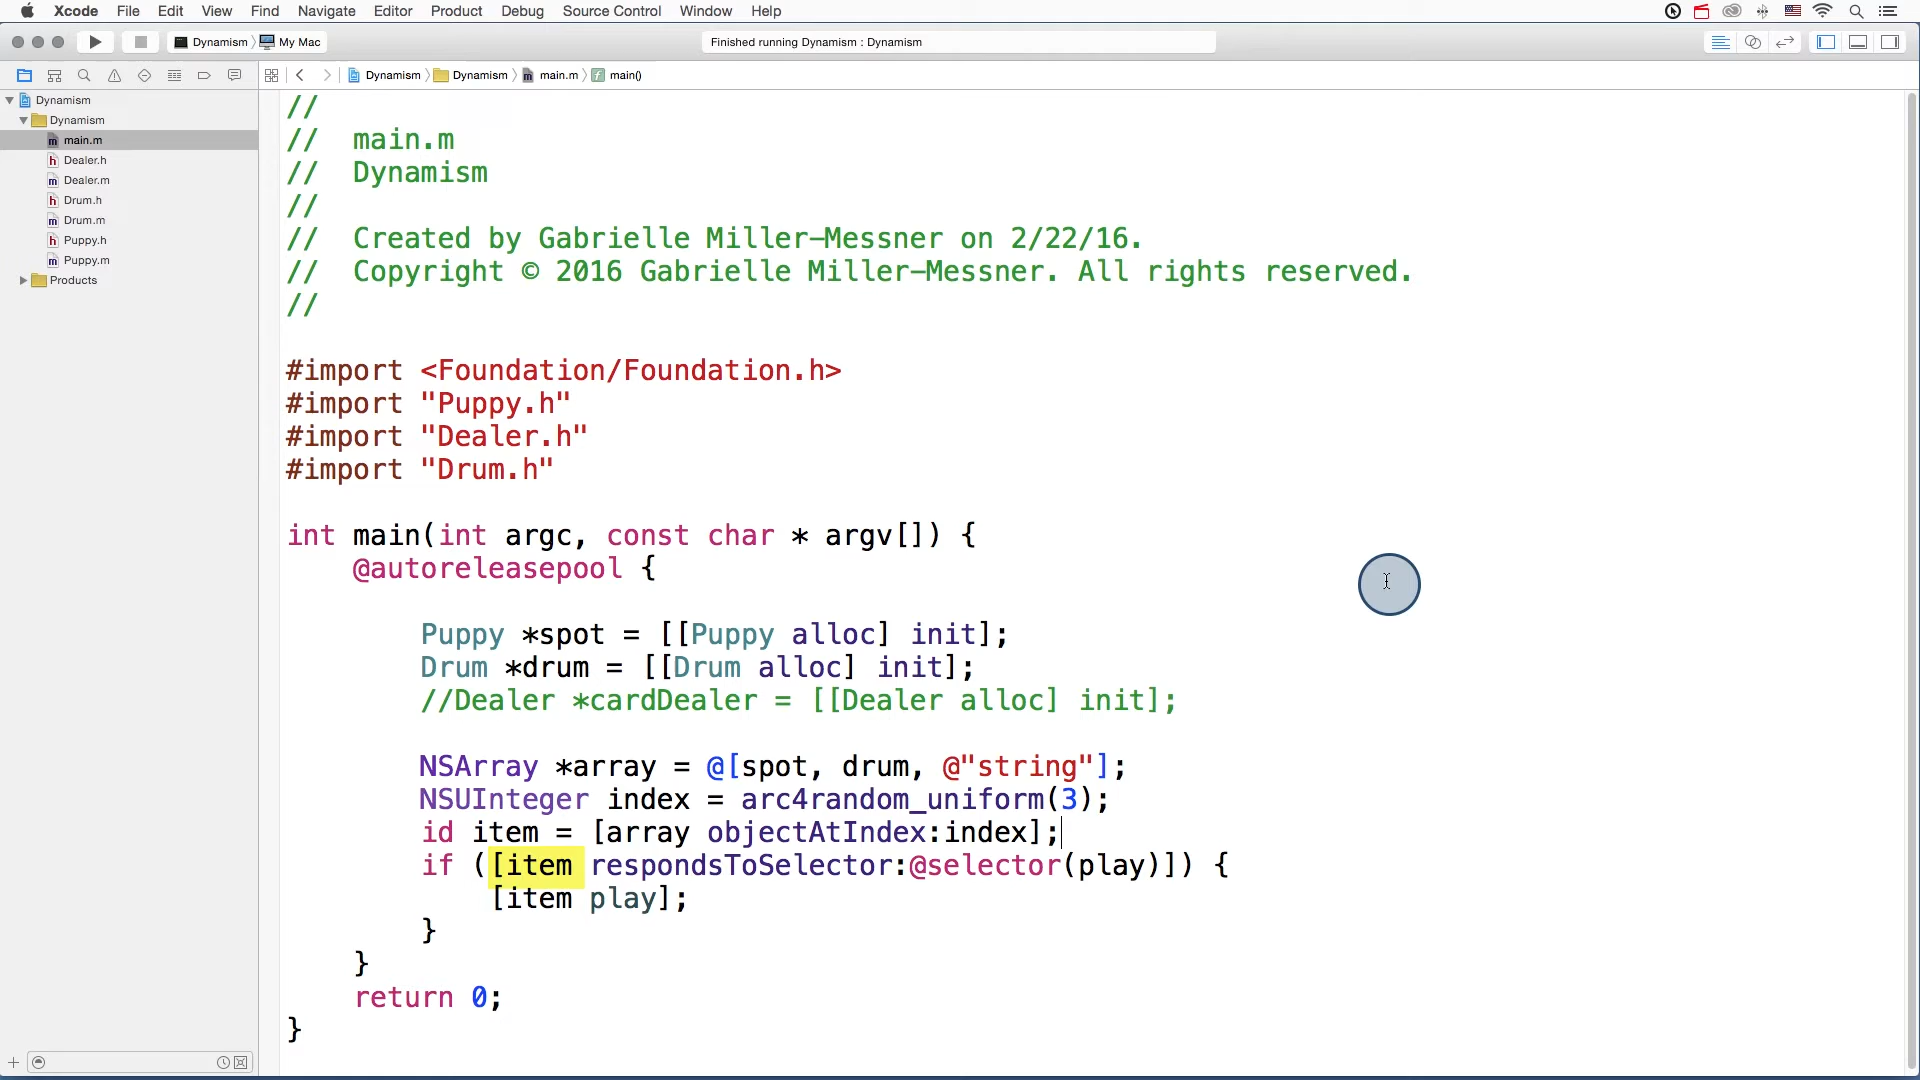 Xcode File Edit View Find Navigate Editor Product Debug Source Control Window Help
Dynamism My Mac
Finished running Dynamism : Dynamism
Dynamism Dynamism main.m main()
Dynamism
Dynamism
main.m
Dealer.h
Dealer.m
Drum.h
Drum.m
Puppy.h
Puppy.m
Products
//
// main.m
// Dynamism
//
// Created by Gabrielle Miller-Messner on 2/22/16.
// Copyright © 2016 Gabrielle Miller-Messner. All rights reserved.
//
#import <Foundation/Foundation.h>
#import "Puppy.h"
#import "Dealer.h"
#import "Drum.h"
int main(int argc, const char * argv[]) {
@autoreleasepool {
Puppy *spot = [[Puppy alloc] init];
Drum *drum = [[Drum alloc] init];
//Dealer *cardDealer = [[Dealer alloc] init];
NSArray *array = @[spot, drum, @"string"];
NSUInteger index = arc4random_uniform(3);
id item = [array objectAtIndex:index];
if ([item respondsToSelector:@selector(play)]) {
[item play];
}
}
return 0;
}